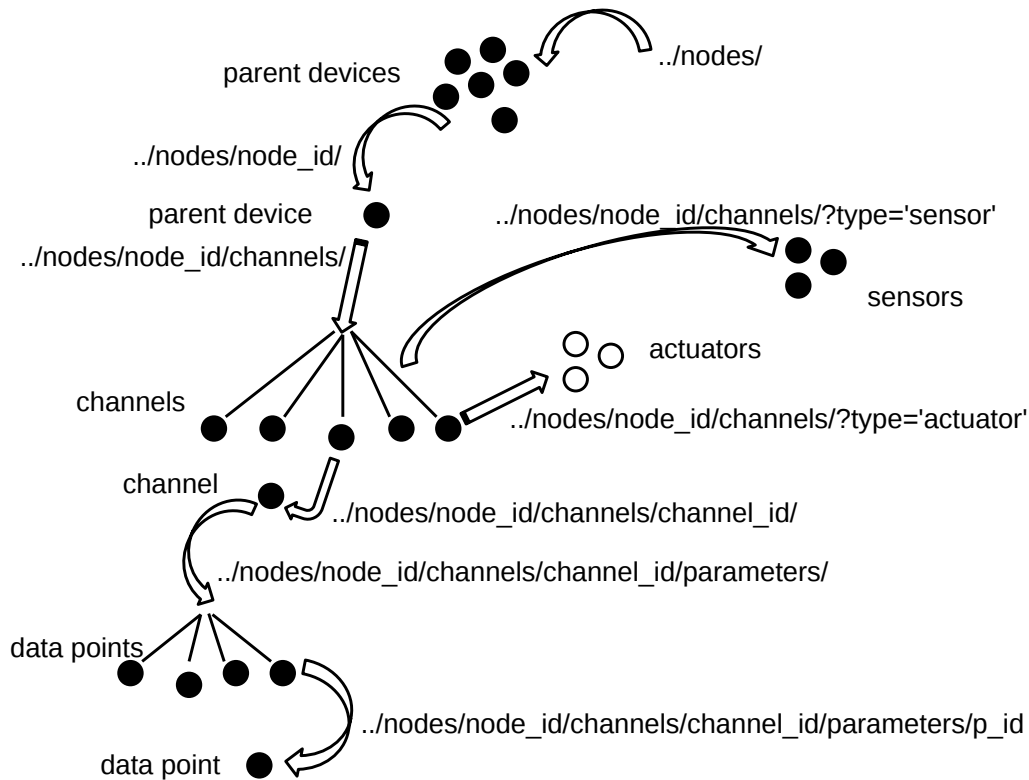 ../nodes/
parent devices
../nodes/node_id/
parent device
../nodes/node_id/channels/?type='sensor'
../nodes/node_id/channels/
sensors
actuators
channels
../nodes/node_id/channels/?type='actuator'
channel
../nodes/node_id/channels/channel_id/
../nodes/node_id/channels/channel_id/parameters/
data points
../nodes/node_id/channels/channel_id/parameters/p_id
data point